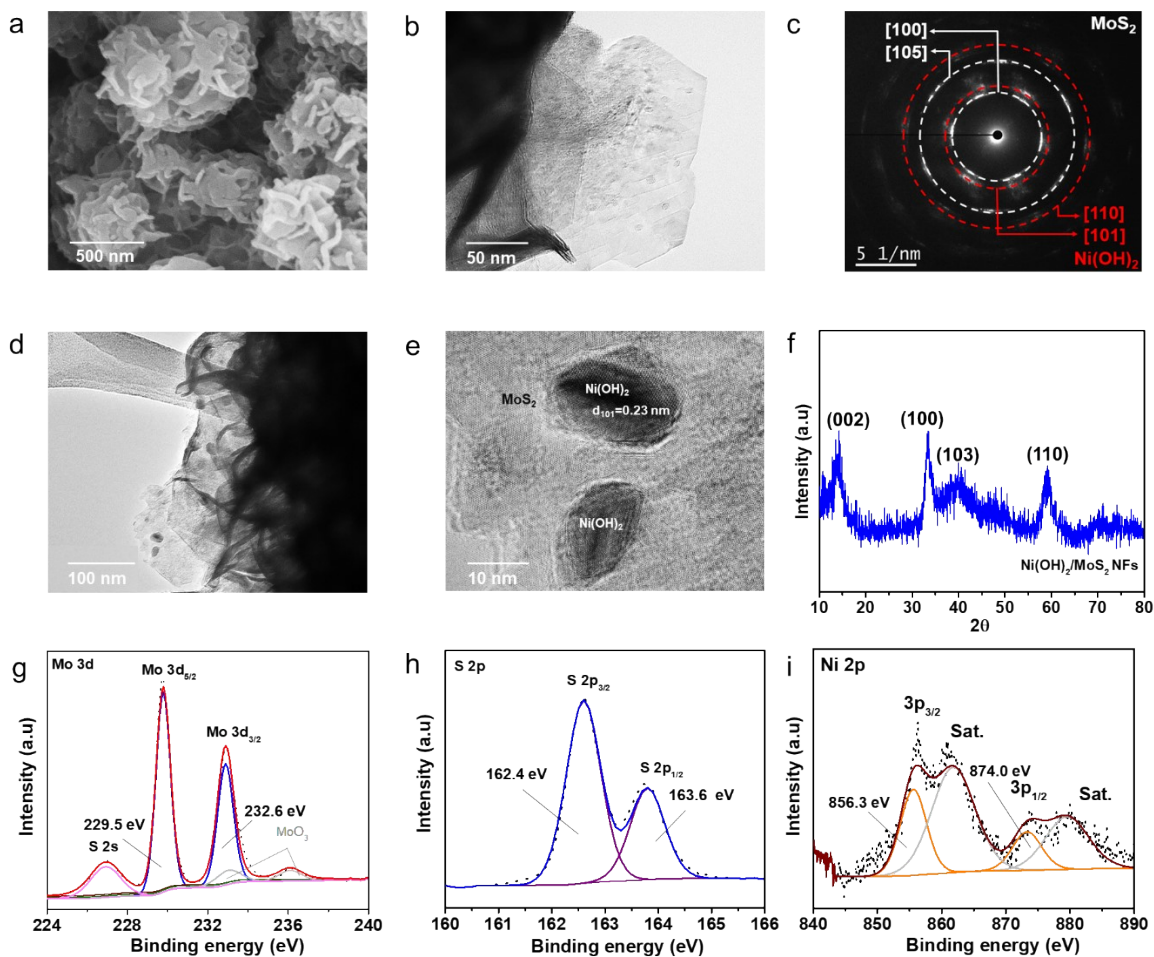 a
500 nm
b
50 nm
c
MoS2
[100]
[105]
[110]
[101]
Ni(OH)2
5 1/nm
d
100 nm
e
Ni(OH)2
d101=0.23 nm
MoS2
Ni(OH)2
10 nm
f
Intensity (a.u)
(002)
(100)
(103)
(110)
Ni(OH)2/MoS2 NFs
10 20 30 40 50 60 70 80
2θ
g
Mo 3d
Intensity (a.u)
Mo 3d5/2
Mo 3d3/2
229.5 eV
232.6 eV
S 2s
MoO3
224 228 232 236 240
Binding energy (eV)
h
S 2p
Intensity (a.u)
S 2p3/2
S 2p1/2
162.4 eV
163.6 eV
160 161 162 163 164 165 166
Binding energy (eV)
i
Ni 2p
Intensity (a.u)
3p3/2
Sat.
874.0 eV
3p1/2
Sat.
856.3 eV
840 850 860 870 880 890
Binding energy (eV)